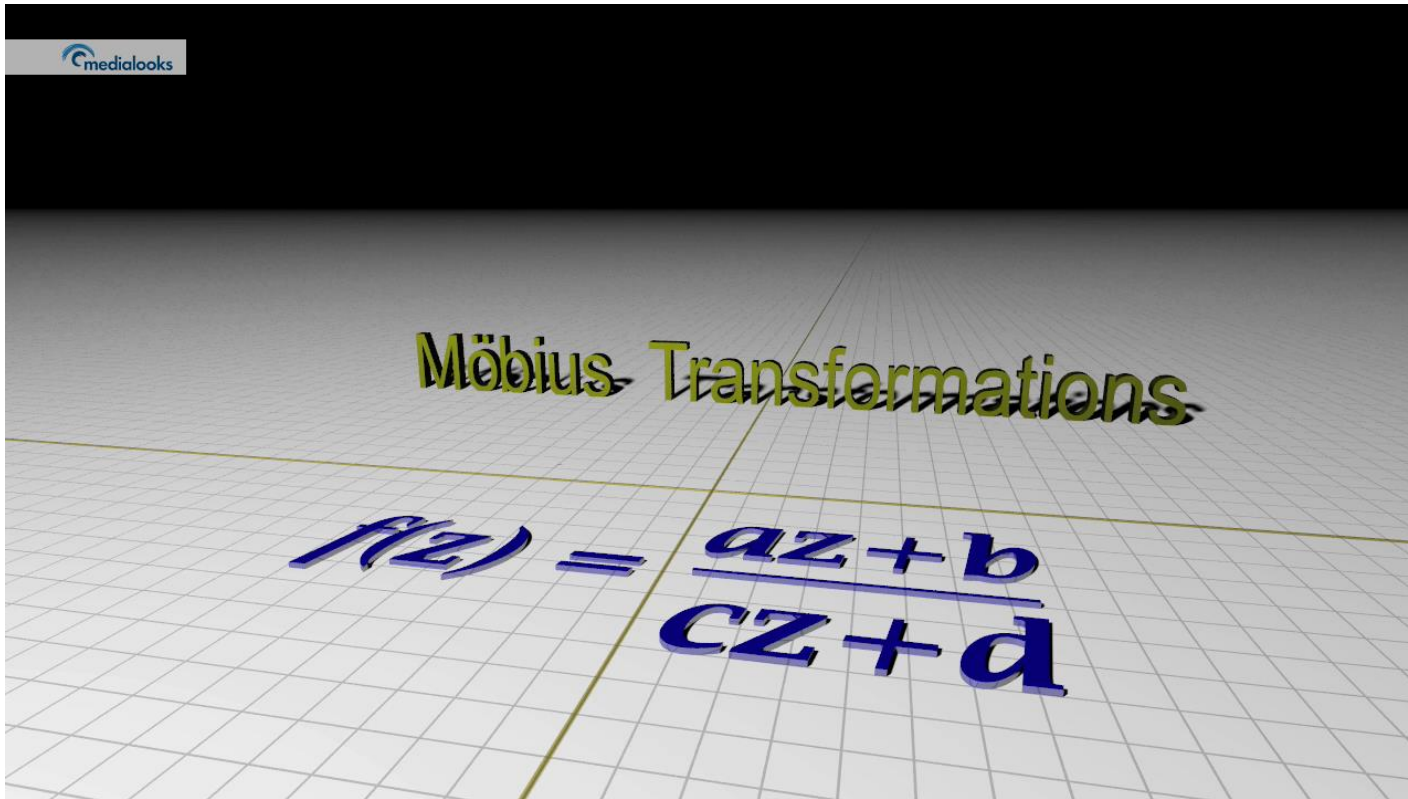 medialooks
Möbius Transformations
f(z) = az+b
cz+d